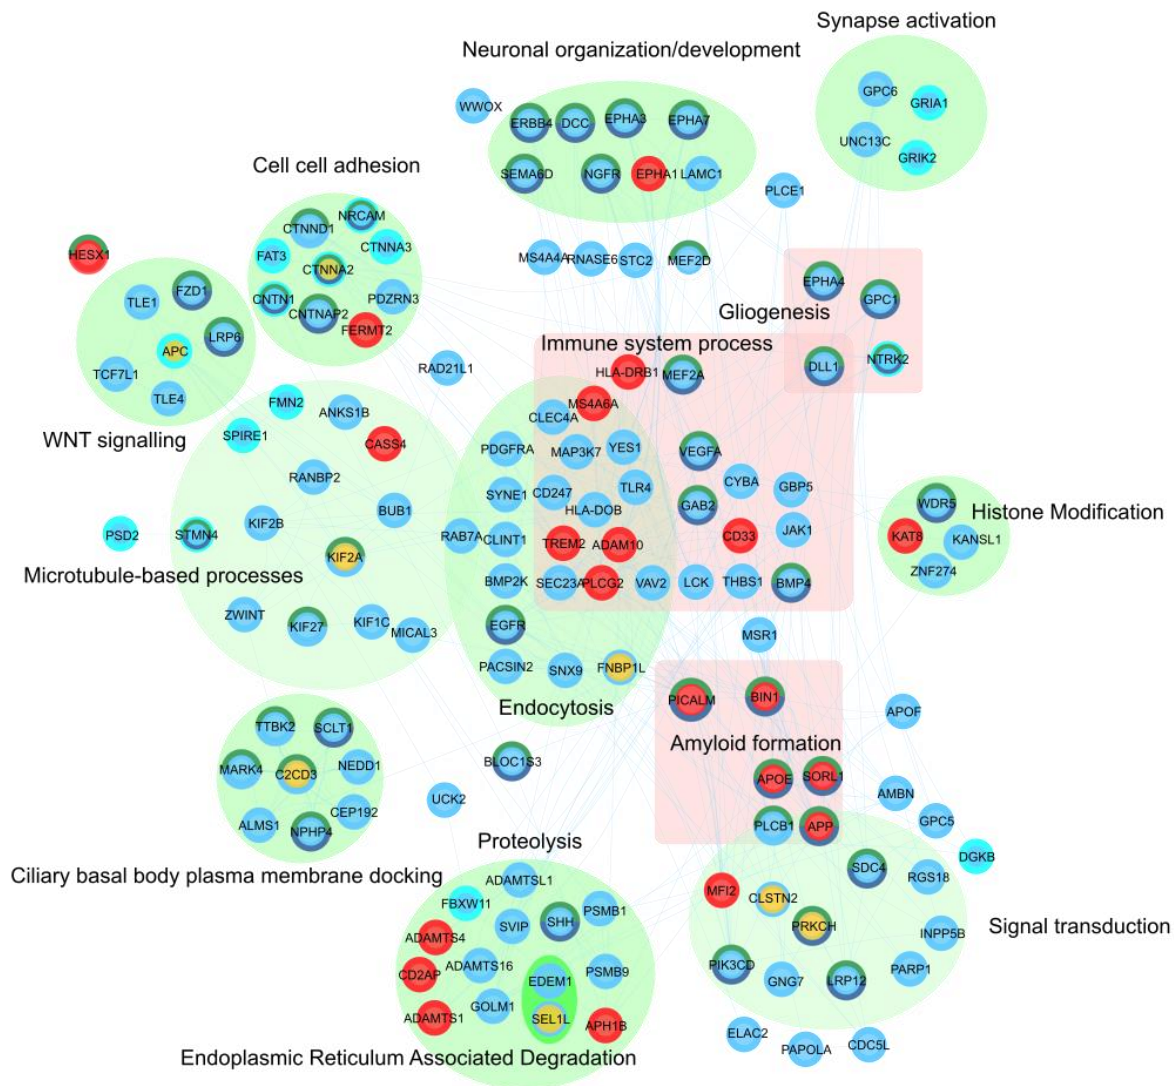 Synapse activation
Neuronal organization/development
WWOX
GPC6
GRIA1
UNC13C
GRIK2
ERBB4
DCC
EPHA3
EPHA7
SEMA6D
NGFR
EPHA1
LAMC1
PLCE1
Cell cell adhesion
NRCAM
CTNND1
FAT3
CTNNA3
CTNNA2
CNTN1
CNTNAP2
PDZRN3
FERMT2
HESX1
MS4A4A
RNASE6
STC2
MEF2D
TLE1
FZD1
LRP6
APC
TCF7L1
TLE4
WNT signalling
EPHA4
GPC1
Gliogenesis
DLL1
NTRK2
Immune system process
RAD21L1
HLA-DRB1
MEF2A
MS4A6A
CLEC4A
FMN2
ANKS1B
SPIRE1
CASS4
PDGFRA
MAP3K7
YES1
VEGFA
RANBP2
SYNE1
CD247
TLR4
CYBA
GBP5
HLA-DOB
GAB2
KIF2B
BUB1
PSD2
STMN4
RAB7A
CLINT1
TREM2
ADAM10
CD33
JAK1
WDR5
Histone Modification
KAT8
KANSL1
ZNF274
KIF2A
Microtubule-based processes
BMP2K
SEC23A
PLCG2
VAV2
LCK
THBS1
BMP4
ZWINT
KIF27
KIF1C
MICAL3
EGFR
MSR1
PACSIN2
SNX9
FNBP1L
Endocytosis
PICALM
BIN1
APOF
Amyloid formation
TTBK2
SCLT1
BLOC1S3
MARK4
C2CD3
NEDD1
APOE
SORL1
UCK2
AMBN
ALMS1
NPHP4
CEP192
PLCB1
APP
GPC5
Proteolysis
DGKB
Ciliary basal body plasma membrane docking
ADAMTSL1
SDC4
RGS18
FBXW11
MFI2
CLSTN2
SVIP
SHH
PSMB1
ADAMTS4
PRKCH
Signal transduction
INPP5B
CD2AP
ADAMTS16
EDEM1
PSMB9
PIK3CD
GNG7
LRP12
PARP1
GOLM1
ADAMTS1
SEL1L
APH1B
ELAC2
PAPOLA
CDC5L
Endoplasmic Reticulum Associated Degradation